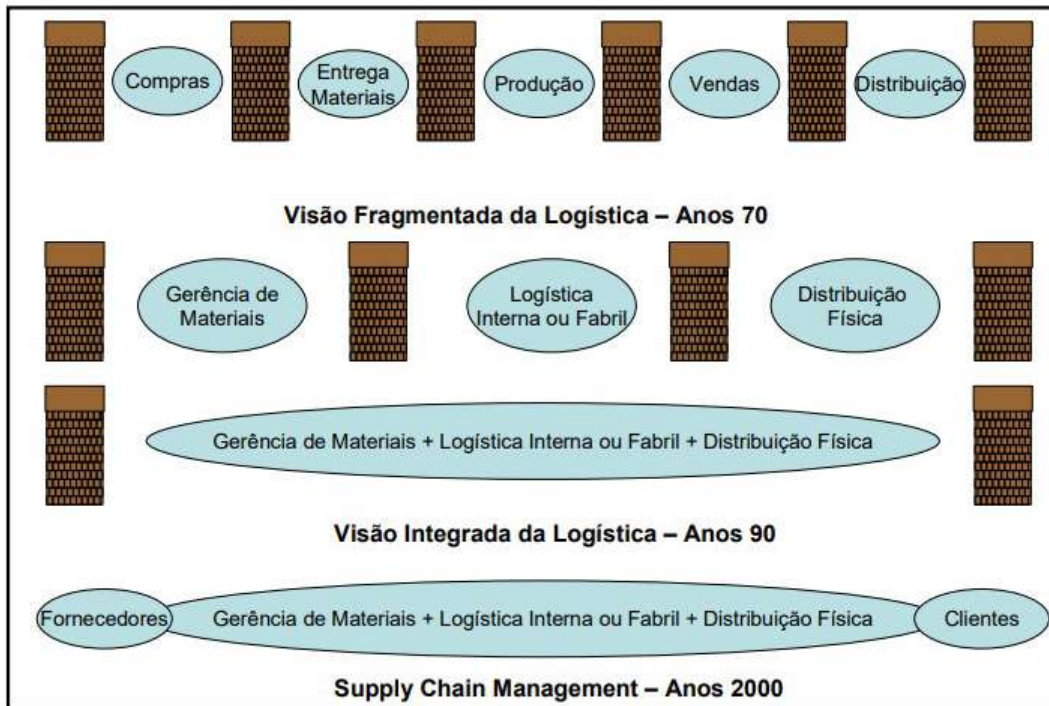 Compras
Entrega
Materiais
Produção
Vendas
Distribuição
Visão Fragmentada da Logística – Anos 70
Gerência de
Materiais
Logística
Interna ou Fabril
Distribuição
Física
Gerência de Materiais + Logística Interna ou Fabril + Distribuição Física
Visão Integrada da Logística – Anos 90
Fornecedores
Gerência de Materiais + Logística Interna ou Fabril + Distribuição Física
Clientes
Supply Chain Management – Anos 2000